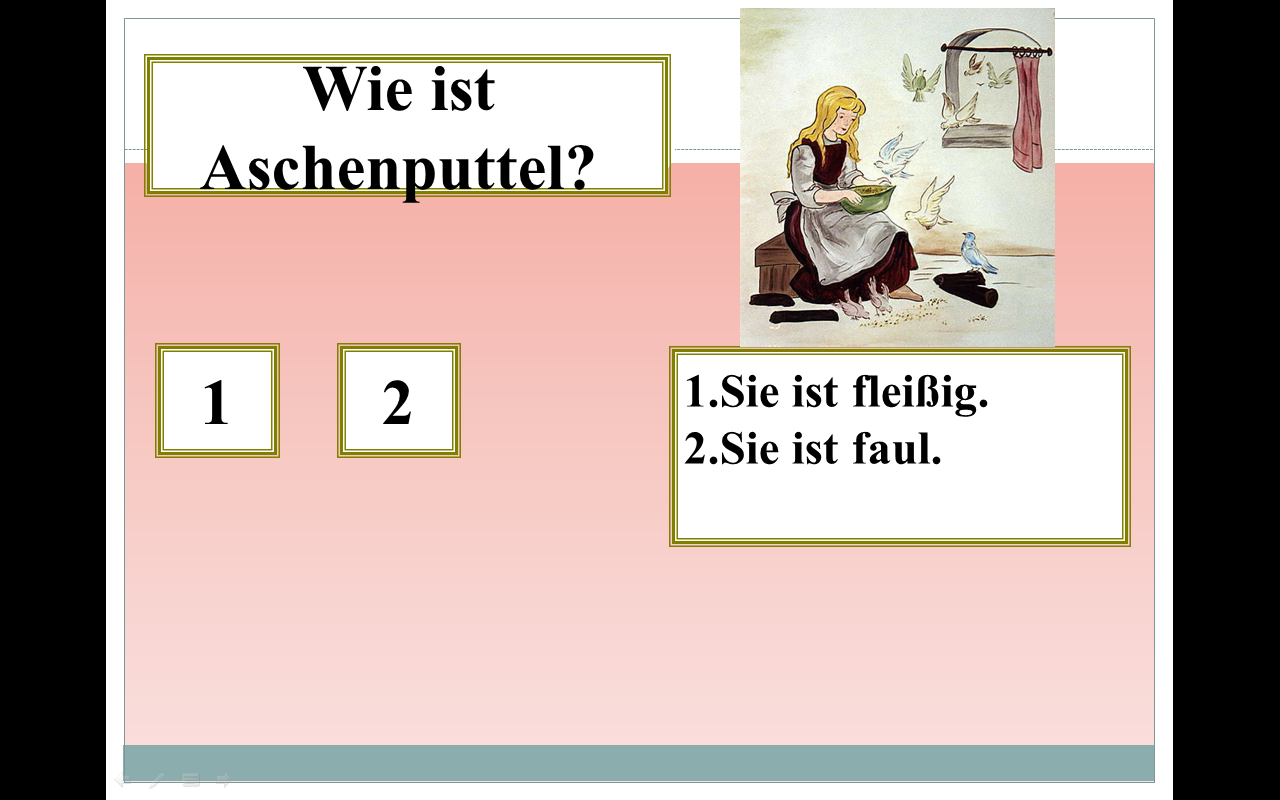 Wie ist
Aschenputtel?
1
2
1.Sie ist fleißig.
2.Sie ist faul.